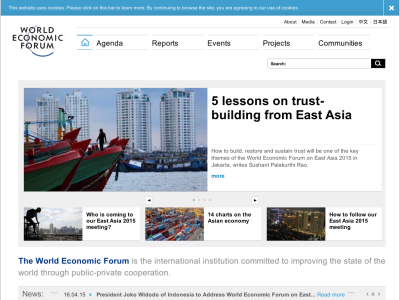 This website uses cookies. Please click on this bar to learn more. By continuing to browse the site, you are agreeing to our use of cookies.
About | Media | Contact | Login | 中文 | 日本語
WORLD
ECONOMIC
FORUM
Agenda Reports Events Projects Communities
Search:
5 lessons on trust-
building from East Asia
How to build, restore and sustain trust will be one of the key
themes of the World Economic Forum on East Asia 2015 in
Jakarta, writes Sushant Palakurthi Rao.
more
Who is coming to
our East Asia 2015
meeting?
14 charts on the
Asian economy
How to follow our
East Asia 2015
meeting
The World Economic Forum is the international institution committed to improving the state of the
world through public-private cooperation.
News: 16.04.15 President Joko Widodo of Indonesia to Address World Economic Forum on East... Read more